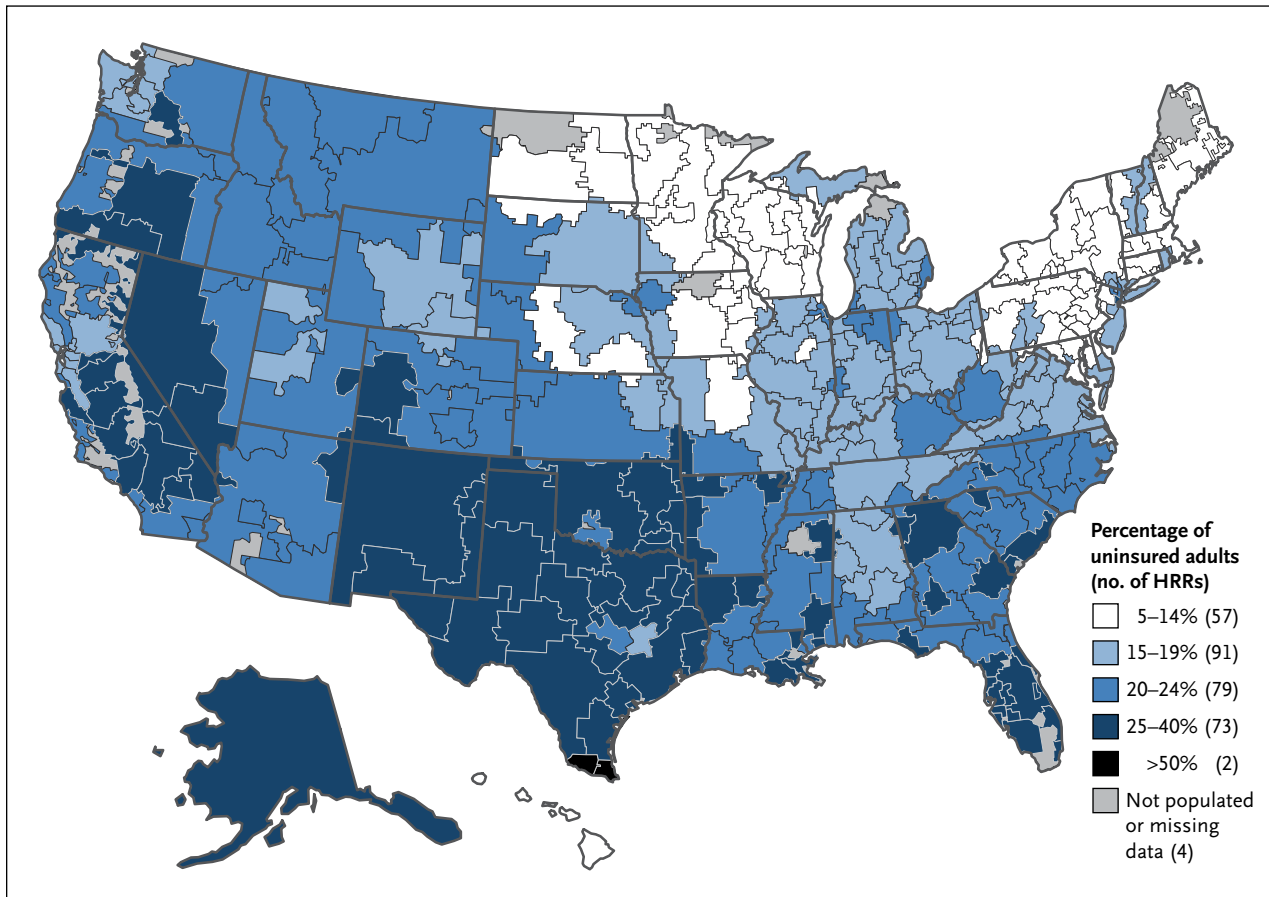 Percentage of
uninsured adults
(no. of HRRs)
5–14% (57)
15–19% (91)
20–24% (79)
25–40% (73)
>50% (2)
Not populated
or missing
data (4)